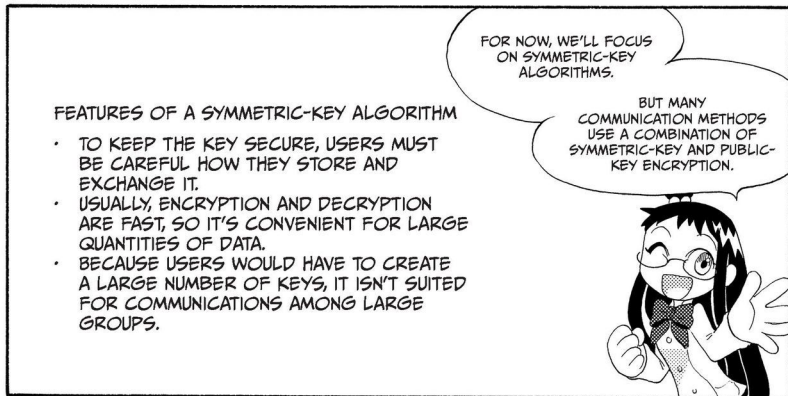 FEATURES OF A SYMMETRIC-KEY ALGORITHM
· TO KEEP THE KEY SECURE, USERS MUST
BE CAREFUL HOW THEY STORE AND
EXCHANGE IT.
· USUALLY, ENCRYPTION AND DECRYPTION
ARE FAST, SO IT'S CONVENIENT FOR LARGE
QUANTITIES OF DATA.
· BECAUSE USERS WOULD HAVE TO CREATE
A LARGE NUMBER OF KEYS, IT ISN'T SUITED
FOR COMMUNICATIONS AMONG LARGE
GROUPS.
FOR NOW, WE'LL FOCUS
ON SYMMETRIC-KEY
ALGORITHMS.
BUT MANY
COMMUNICATION METHODS
USE A COMBINATION OF
SYMMETRIC-KEY AND PUBLIC-
KEY ENCRYPTION.